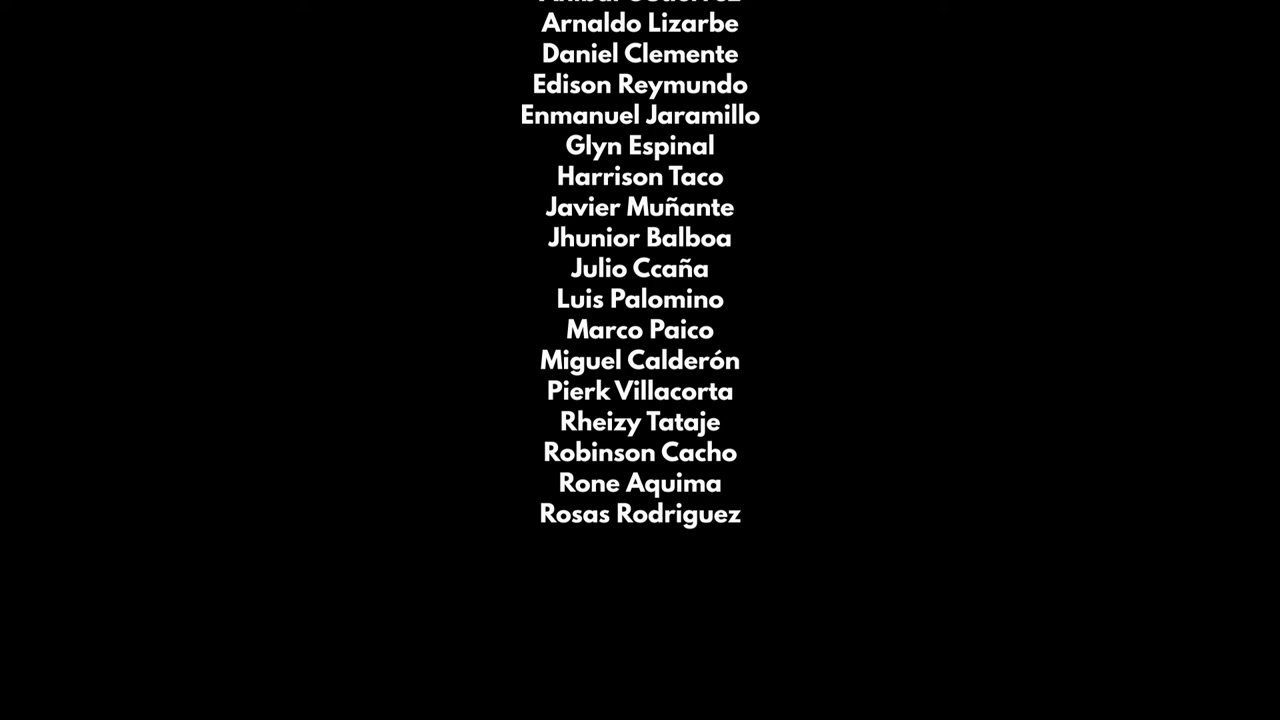 Arnaldo Lizarbe
Daniel Clemente
Edison Reymundo
Enmanuel Jaramillo
Glyn Espinal
Harrison Taco
Javier Muñante
Jhunior Balboa
Julio Ccaña
Luis Palomino
Marco Paico
Miguel Calderón
Pierk Villacorta
Rheizy Tataje
Robinson Cacho
Rone Aquima
Rosas Rodriguez